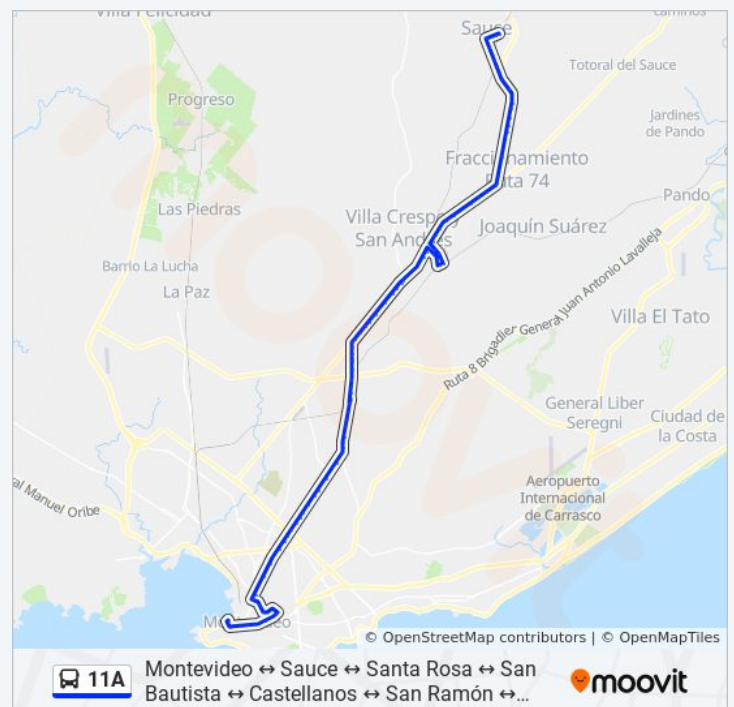 Villa Felicidad
Sauce
Caminos
Totoral del Sauce
Progreso
Jardines
de Pando
Fraccionamiento
Ruta 74
Pando
Las Piedras
Villa Crespo y
San Andrés
Joaquín Suárez
Barrio La Lucha
La Paz
Ruta 8 Brigadier General Juan Antonio Lavalleja
Villa El Tato
General Liber
Seregni
Ciudad de
la Costa
Aeropuerto
Internacional
de Carrasco
al Manuel Oribe
Montevideo
© OpenStreetMap contributors | © OpenMapTiles
11A
Montevideo ↔ Sauce ↔ Santa Rosa ↔ San
Bautista ↔ Castellanos ↔ San Ramón ↔...
moovit